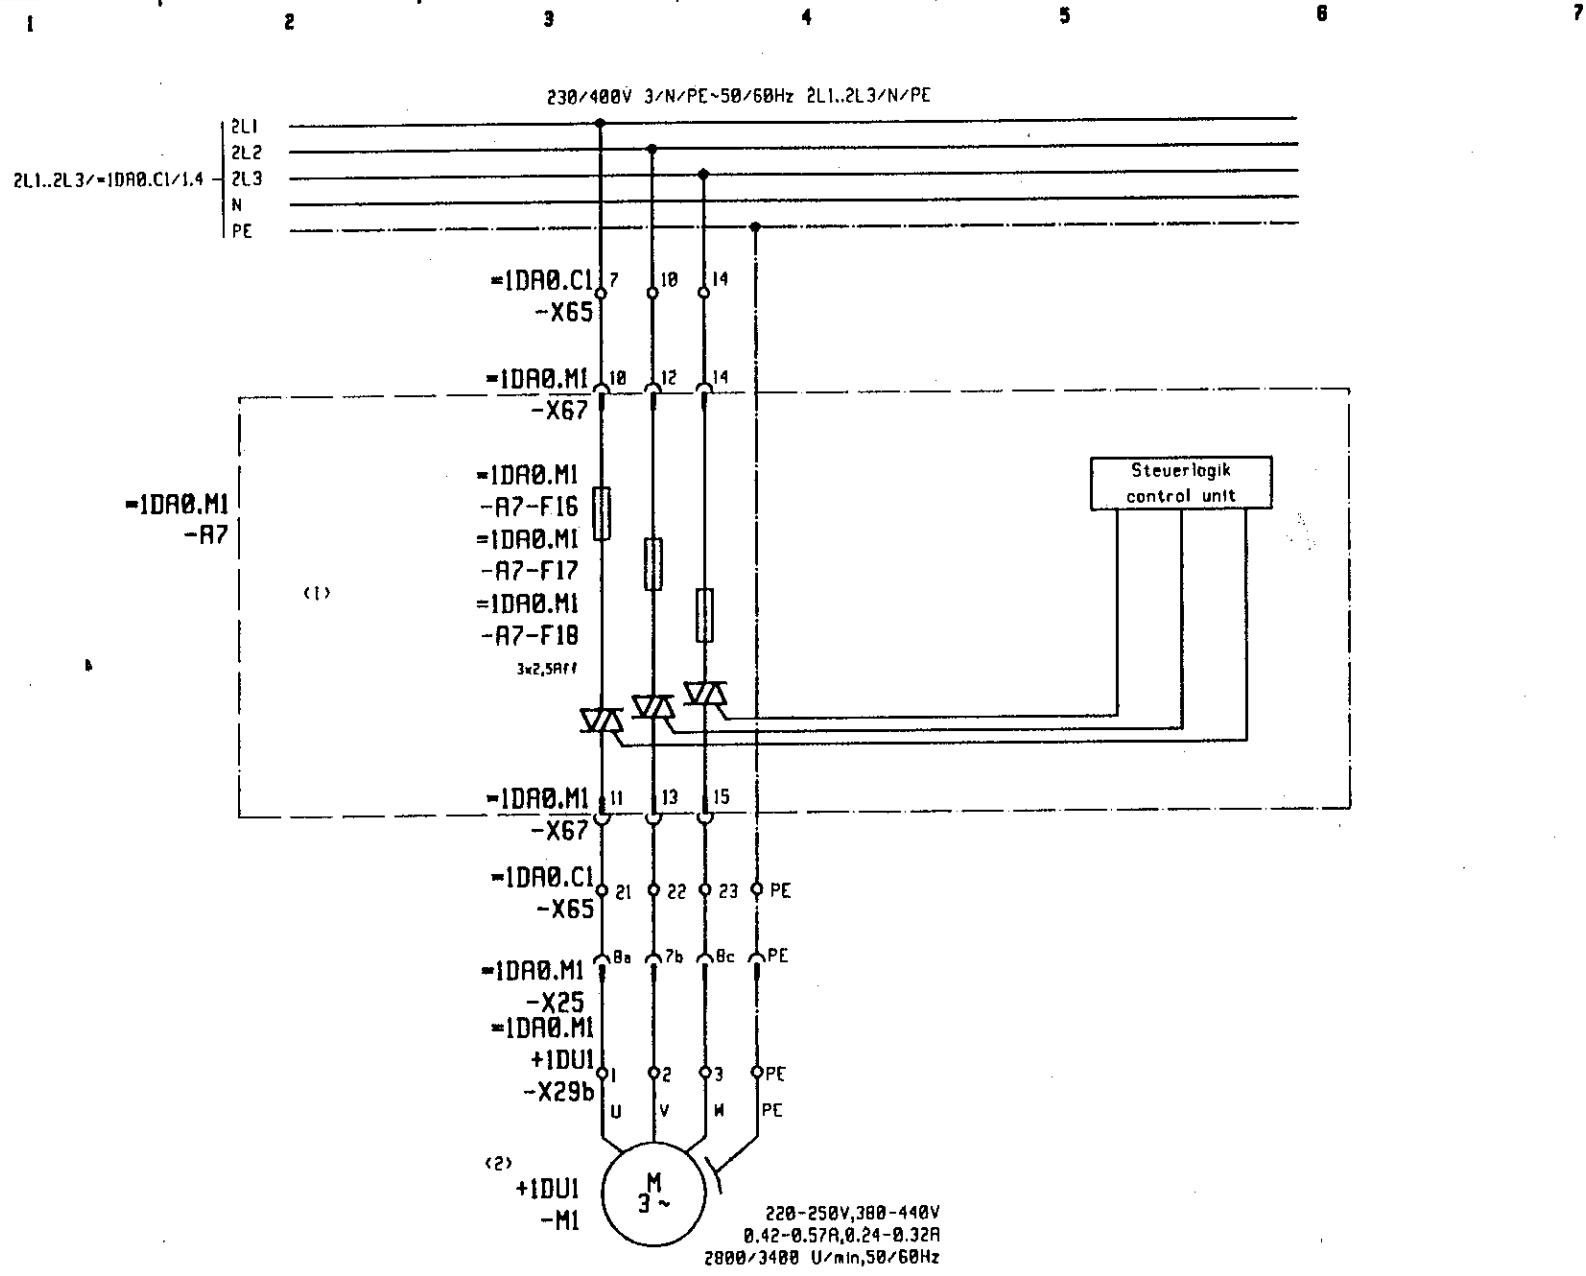 1 2 3 4 5 6 7
230/400V 3/N/PE~50/60Hz 2L1..2L3/N/PE
2L1
2L2
2L1..2L3/=1DA0.C1/1.4
2L3
N
PE
=1DA0.C1 7 10 14
-X65
=1DA0.M1 10 12 14
-X67
=1DA0.M1
-A7
=1DA0.M1
-A7-F16
=1DA0.M1
-A7-F17
=1DA0.M1
-A7-F18
3x2,5Aff
<1>
Steuerlogik
control unit
=1DA0.M1 11 13 15
-X67
=1DA0.C1 21 22 23 PE
-X65
8a 7b 8c PE
=1DA0.M1
-X25
=1DA0.M1
+1DU1
-X29b 1 2 3 PE
U V W PE
<2>
+1DU1
-M1
M
3~
220-250V,380-440V
0.42-0.57A,0.24-0.32A
2800/3400 U/min,50/60Hz